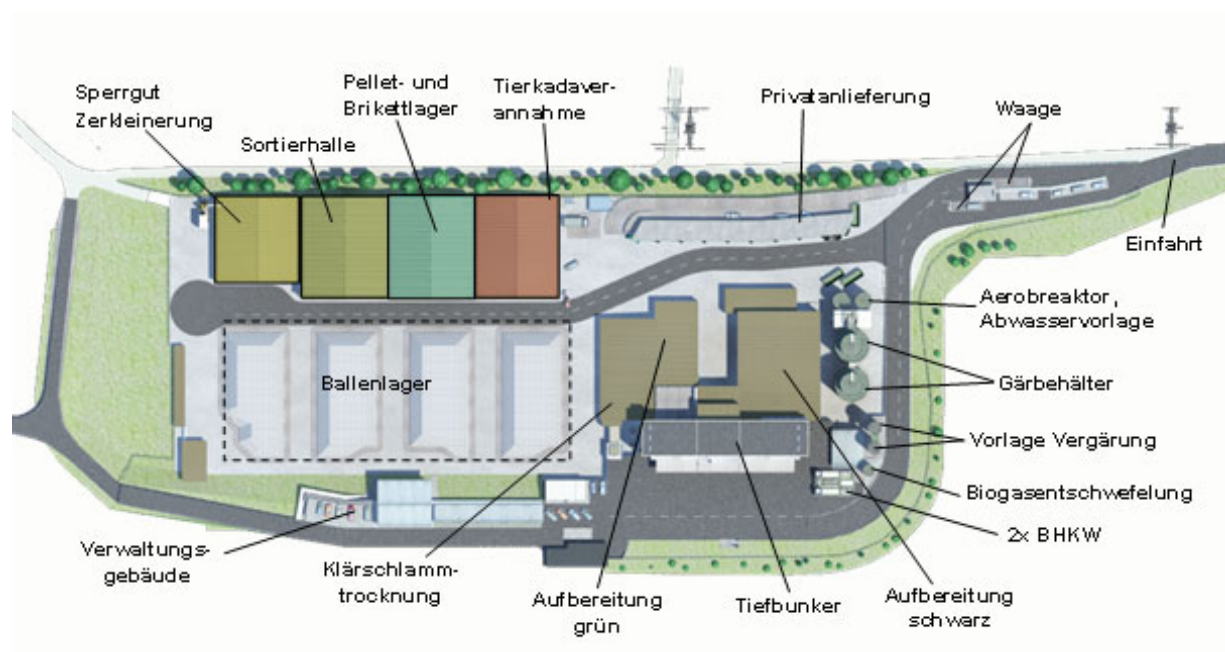 Sperrgut
Zerkleinerung
Sortierhalle
Pellet- und
Brikettlager
Tierkadaver-
annahme
Privatanlieferung
Waage
Einfahrt
Aerobreaktor,
Abwasservorlage
Gärbehälter
Ballenlager
Vorlage Vergärung
Biogasentschwefelung
2x BHKW
Verwaltungs-
gebäude
Klärschlamm-
trocknung
Aufbereitung
grün
Tiefbunker
Aufbereitung
schwarz